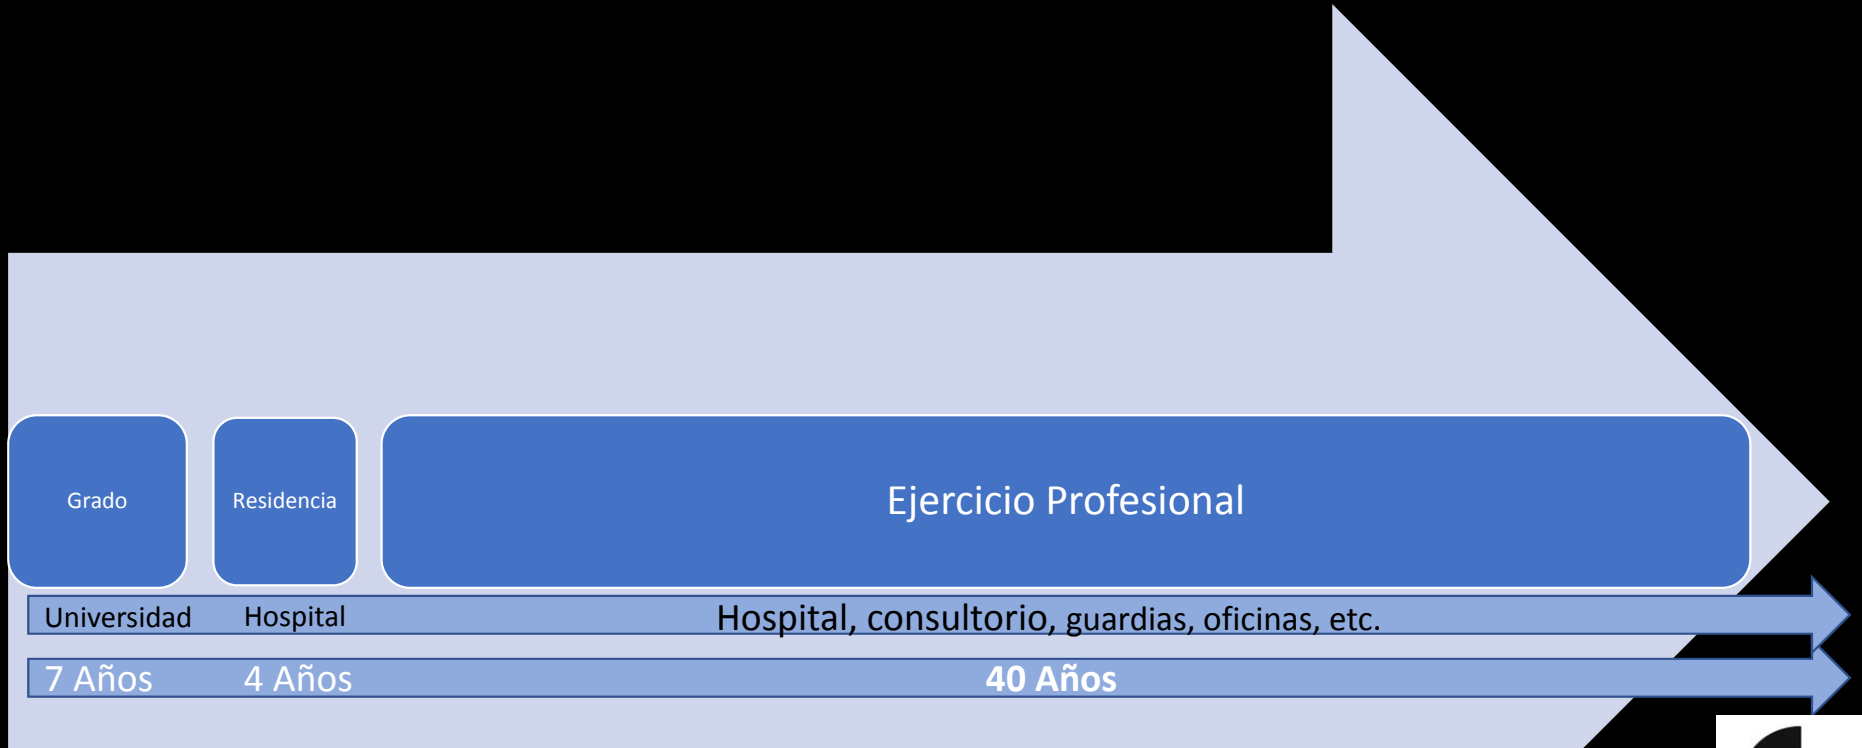 Grado
Residencia
Ejercicio Profesional
Universidad
Hospital
Hospital, consultorio, guardias, oficinas, etc.
7 Años
4 Años
40 Años